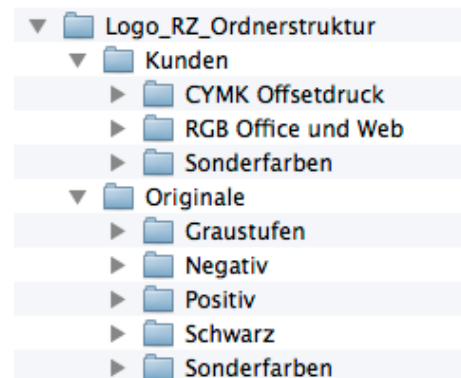 Logo_RZ_Ordnerstruktur
Kunden
CYMK Offsetdruck
RGB Office und Web
Sonderfarben
Originale
Graustufen
Negativ
Positiv
Schwarz
Sonderfarben